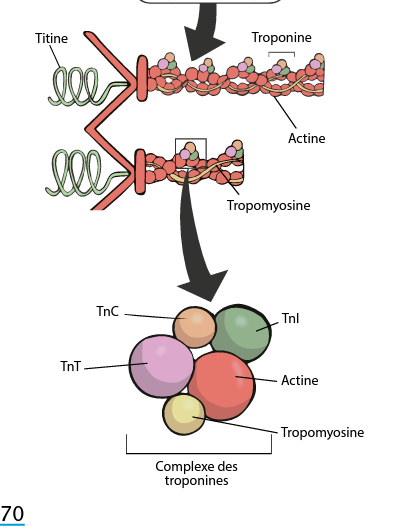 Titine
Troponine
Actine
Tropomyosine
TnC
TnI
TnT
Actine
Tropomyosine
Complexe des
troponines
70